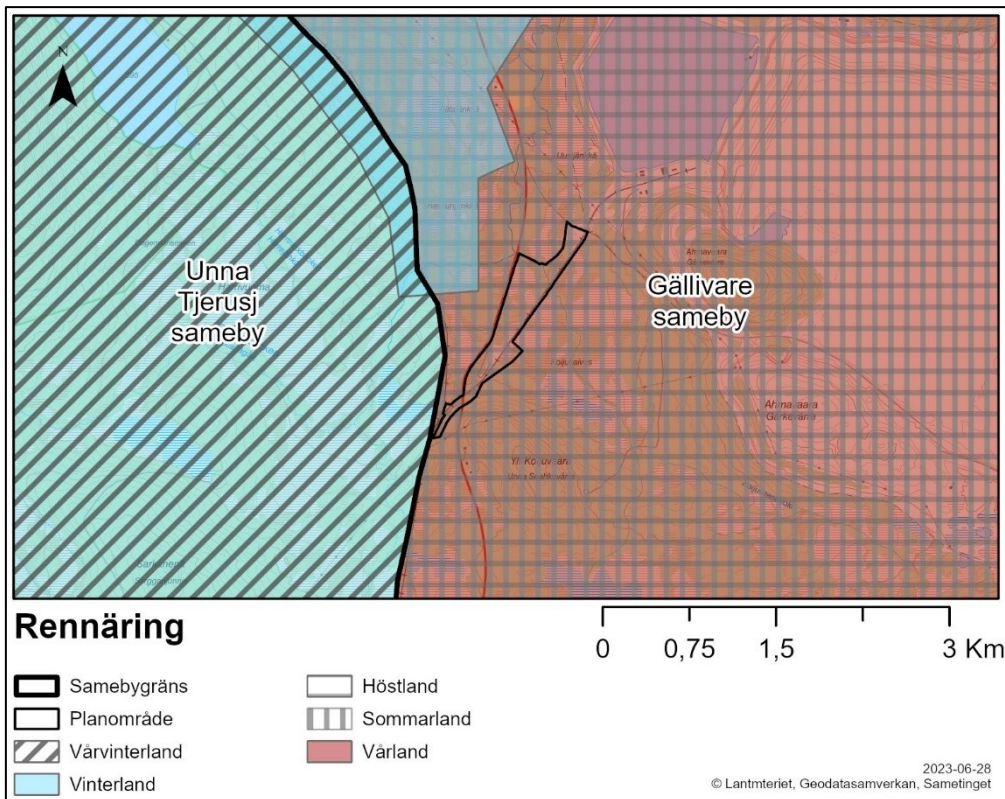 N
Unna
Tjerusj
sameby
Gällivare
sameby
Rennäring
0 0,75 1,5 3 Km
Samebygräns
Planområde
Vårvinterland
Vinterland
Höstland
Sommarland
Vårland
2023-06-28
© Lantmteriet, Geodatasamverkan, Sametinget